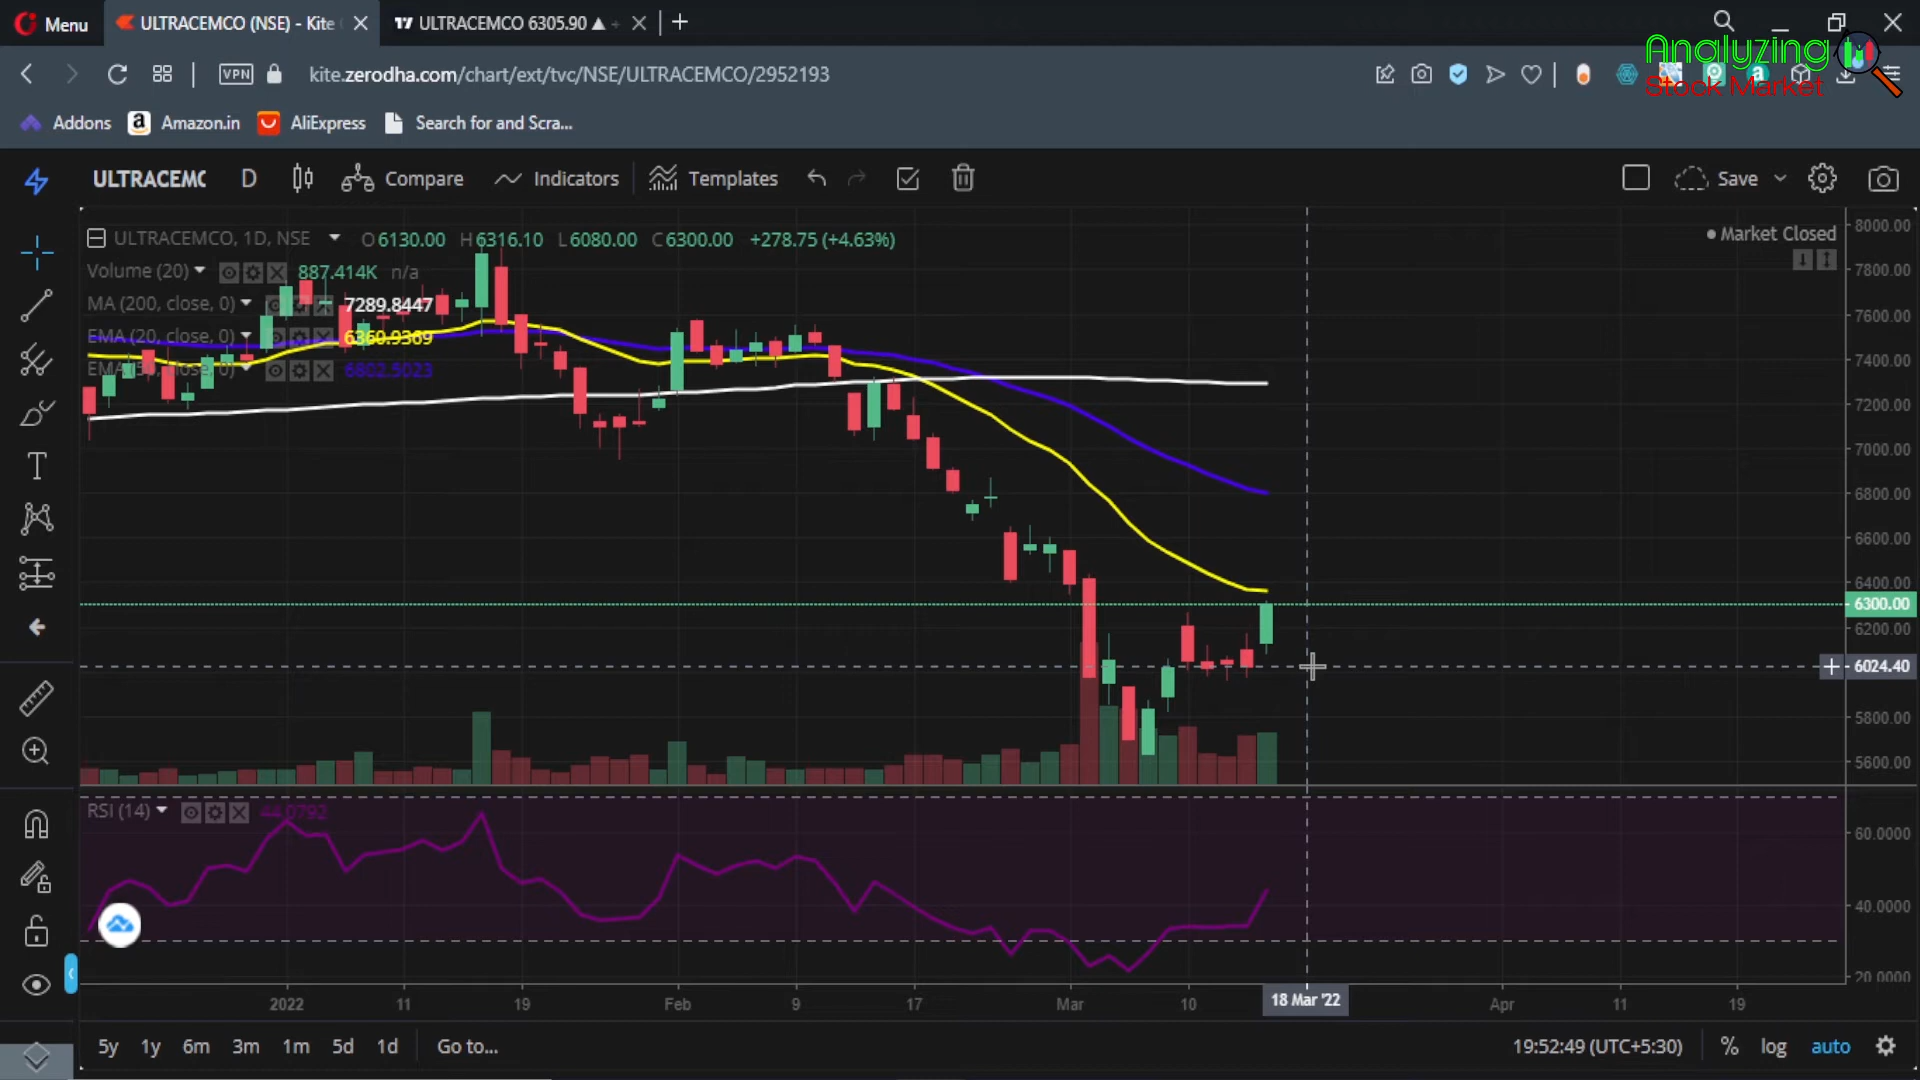 Menu
ULTRACEMCO (NSE) - Kite
ULTRACEMCO 6305.90 ▲
Analyzing
Stock Market
VPN
kite.zerodha.com/chart/ext/tvc/NSE/ULTRACEMCO/2952193
Addons
Amazon.in
AliExpress
Search for and Scra...
ULTRACEMC
D
Compare
Indicators
Templates
Save
ULTRACEMCO, 1D, NSE
O6130.00 H6316.10 L6080.00 C6300.00 +278.75 (+4.63%)
Market Closed
Volume (20)
887.414K n/a
MA (200, close, 0)
7289.8447
EMA (20, close, 0)
6360.9369
6802.5023
8000.00
7800.00
7600.00
7400.00
7200.00
7000.00
6800.00
6600.00
6400.00
6300.00
6200.00
6024.40
5800.00
5600.00
RSI (14)
44.0792
60.0000
40.0000
20.0000
2022
11
19
Feb
9
17
Mar
10
18 Mar '22
Apr
11
19
5y
1y
6m
3m
1m
5d
1d
Go to...
19:52:49 (UTC+5:30)
%
log
auto